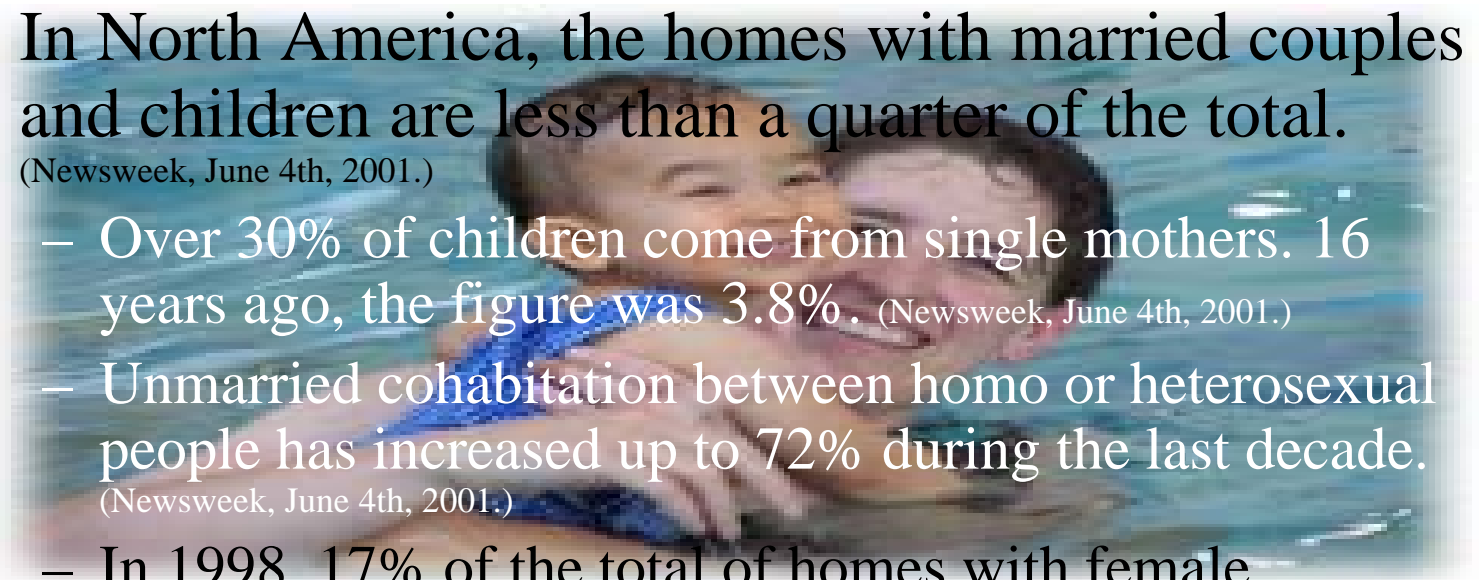 In North America, the homes with married couples
and children are less than a quarter of the total.
(Newsweek, June 4th, 2001.)
– Over 30% of children come from single mothers. 16
years ago, the figure was 3.8%. (Newsweek, June 4th, 2001.)
– Unmarried cohabitation between homo or heterosexual
people has increased up to 72% during the last decade.
(Newsweek, June 4th, 2001.)
– In 1998, 17% of the total of homes with female